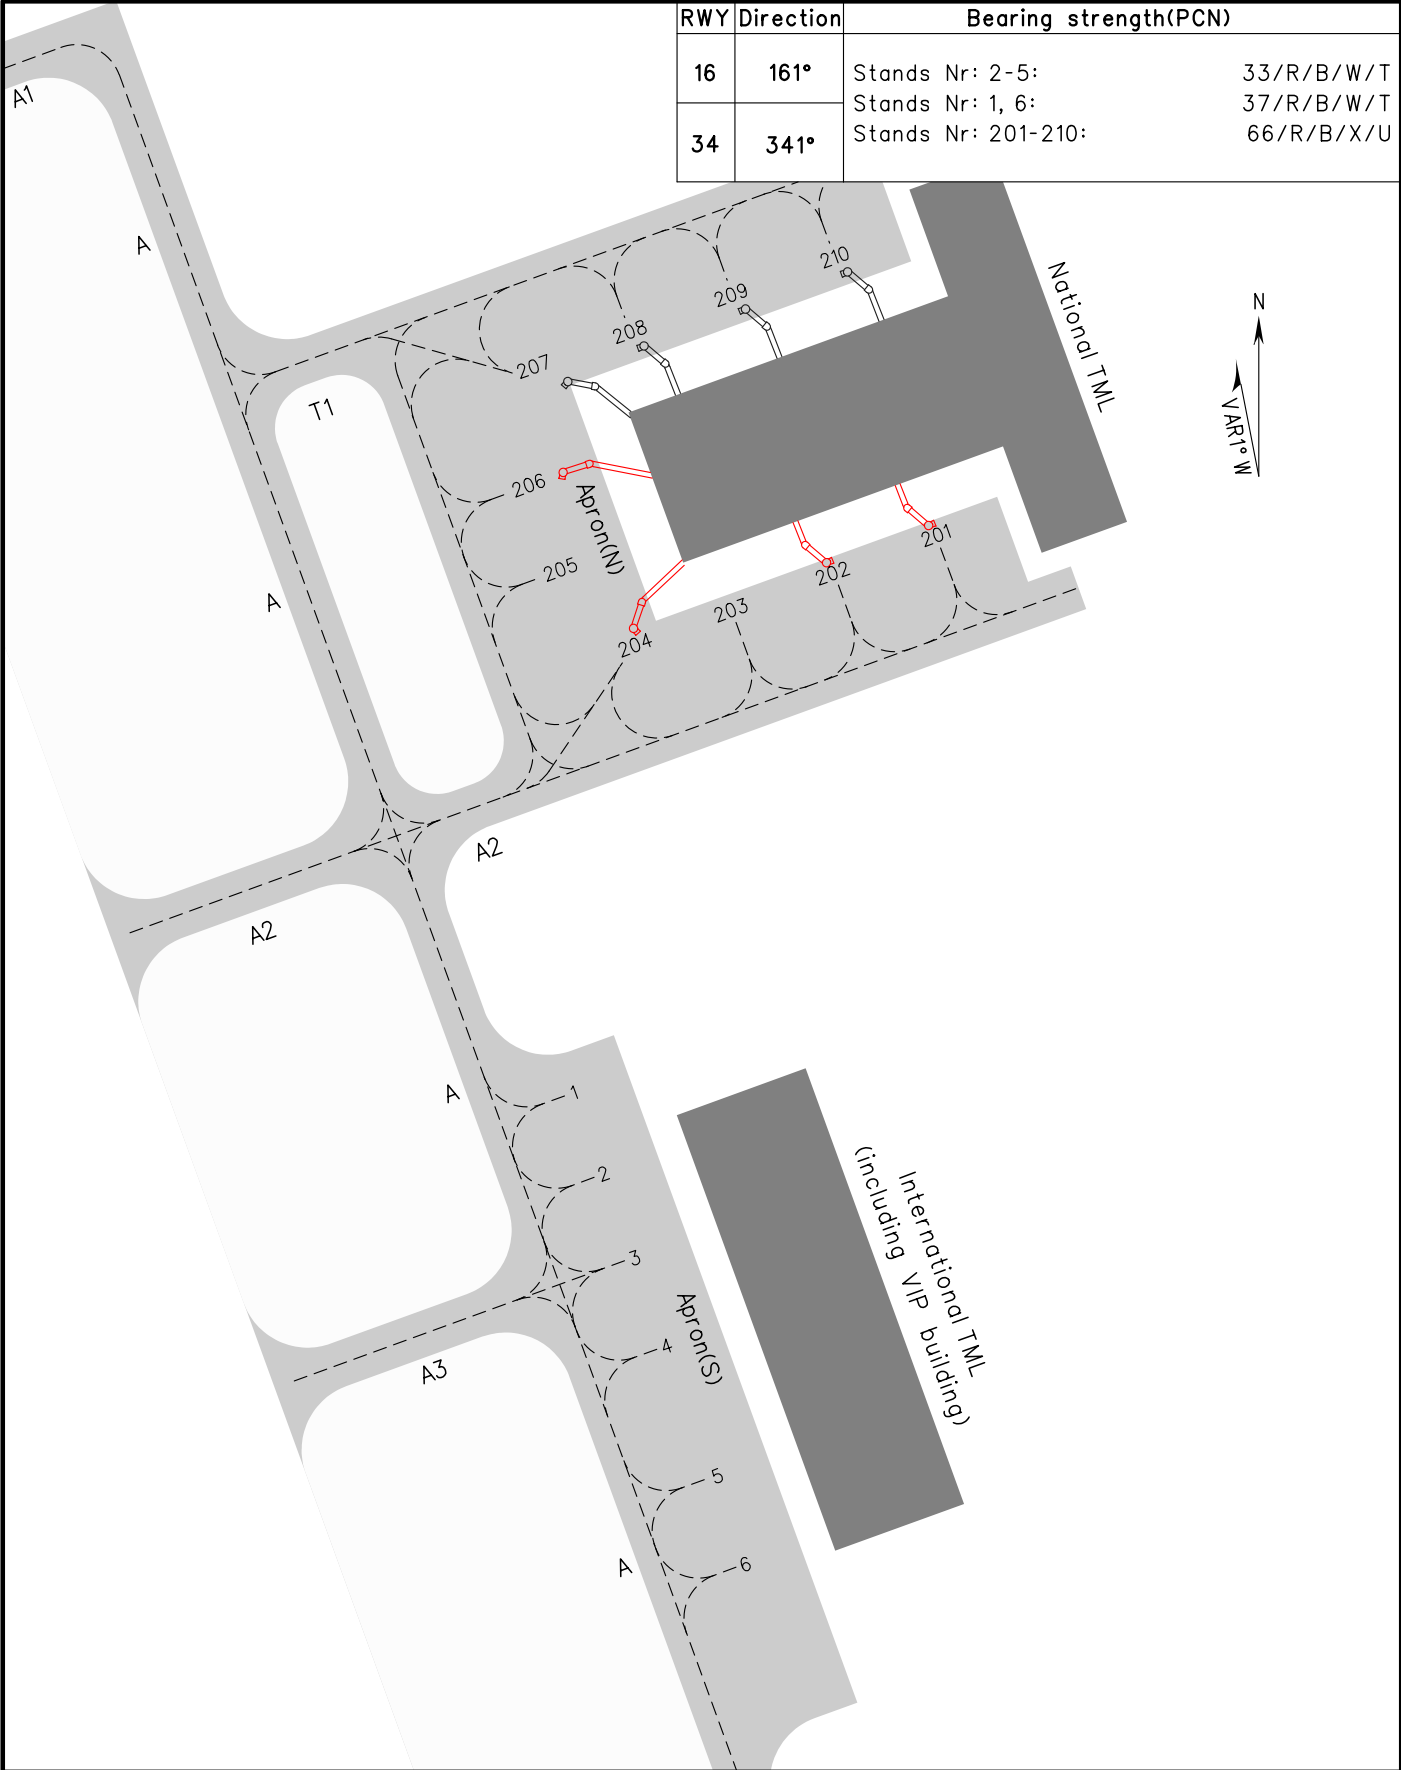 RWY Direction Bearing strength(PCN)
16 161°
34 341°
Stands Nr: 2-5: 33/R/B/W/T
Stands Nr: 1, 6: 37/R/B/W/T
Stands Nr: 201-210: 66/R/B/X/U
A1
A
210
209
208
207
National TML
N
VAR1°W
T1
206
Apron(N)
205
201
202
203
204
A
A2
A2
A
1
2
3
4
Apron(S)
International TML
(including VIP building)
A3
5
6
A